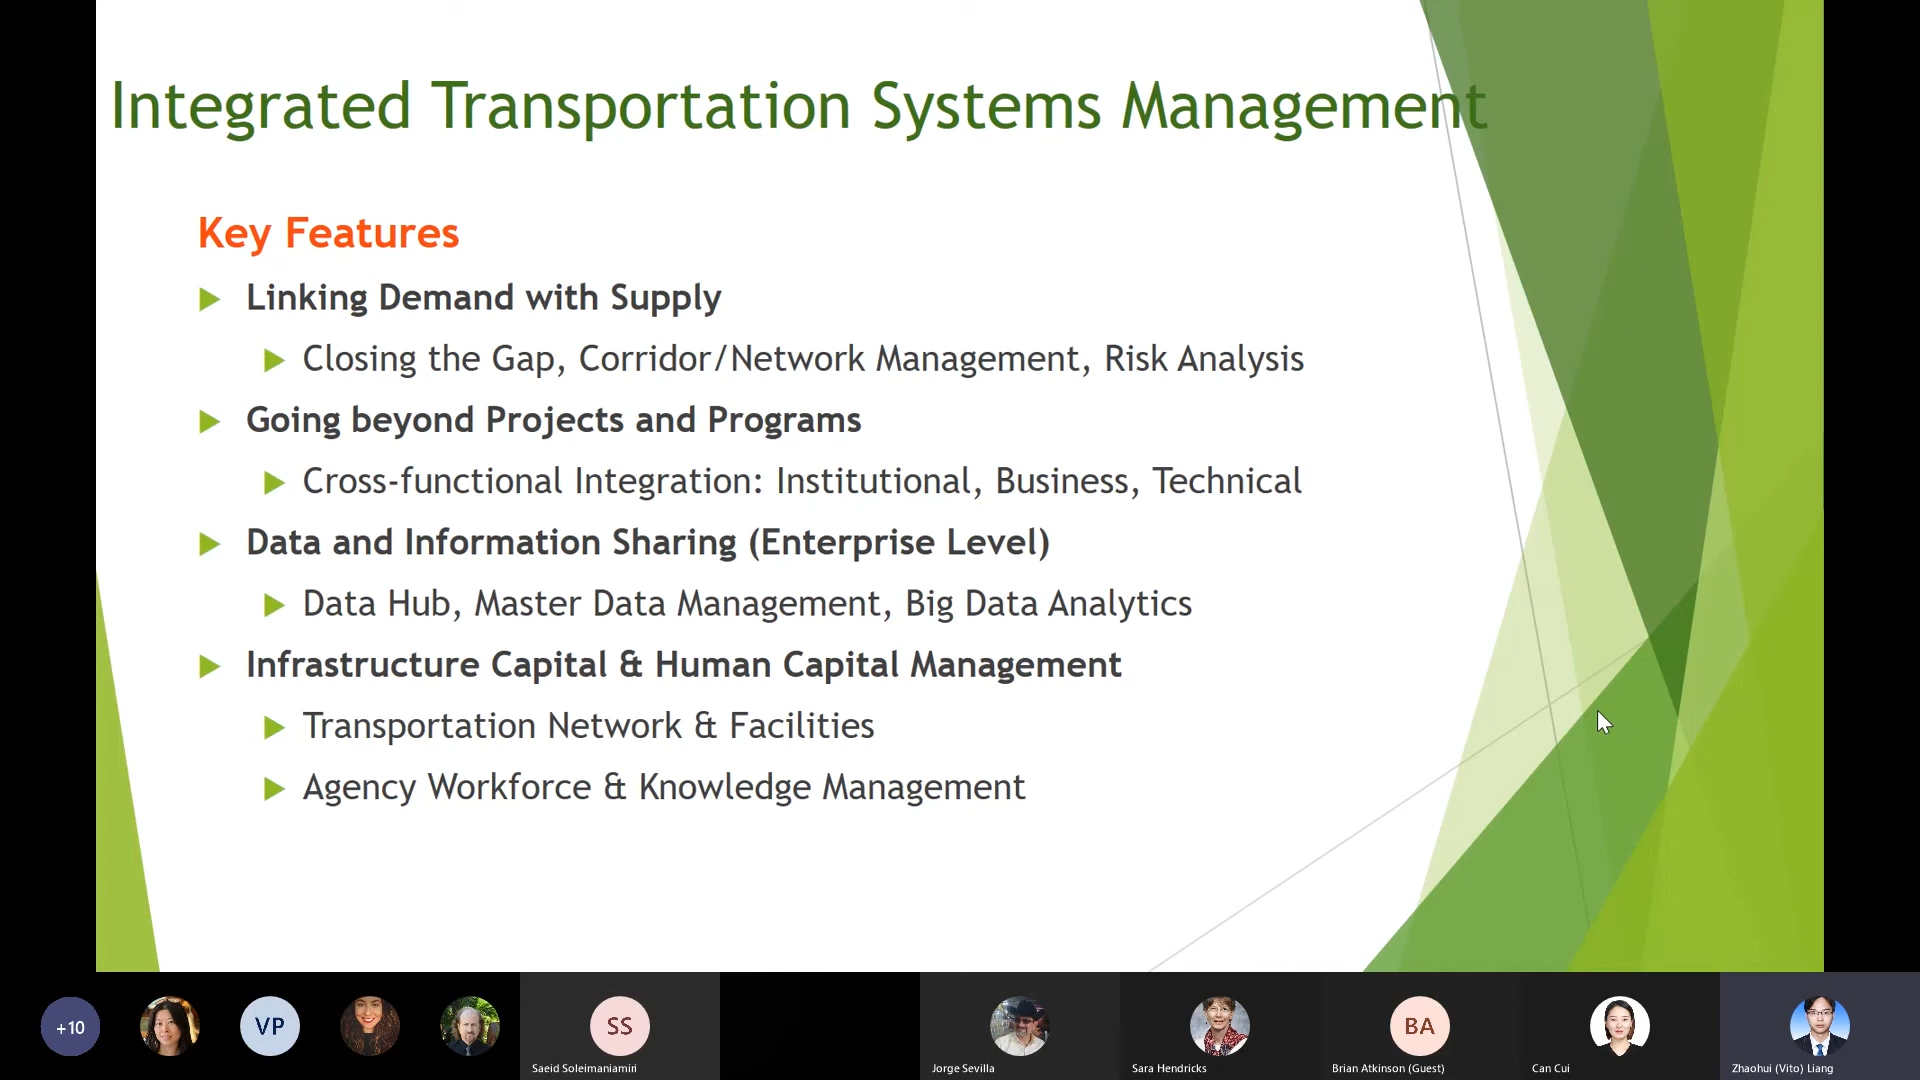 Integrated Transportation Systems Management
Key Features
Linking Demand with Supply
Closing the Gap, Corridor/Network Management, Risk Analysis
Going beyond Projects and Programs
Cross-functional Integration: Institutional, Business, Technical
Data and Information Sharing (Enterprise Level)
Data Hub, Master Data Management, Big Data Analytics
Infrastructure Capital & Human Capital Management
Transportation Network & Facilities
Agency Workforce & Knowledge Management
+10
VP
SS
Saeid Soleimaniamiri
Jorge Sevilla
Sara Hendricks
BA
Brian Atkinson (Guest)
Can Cui
Zhaohui (Vito) Liang